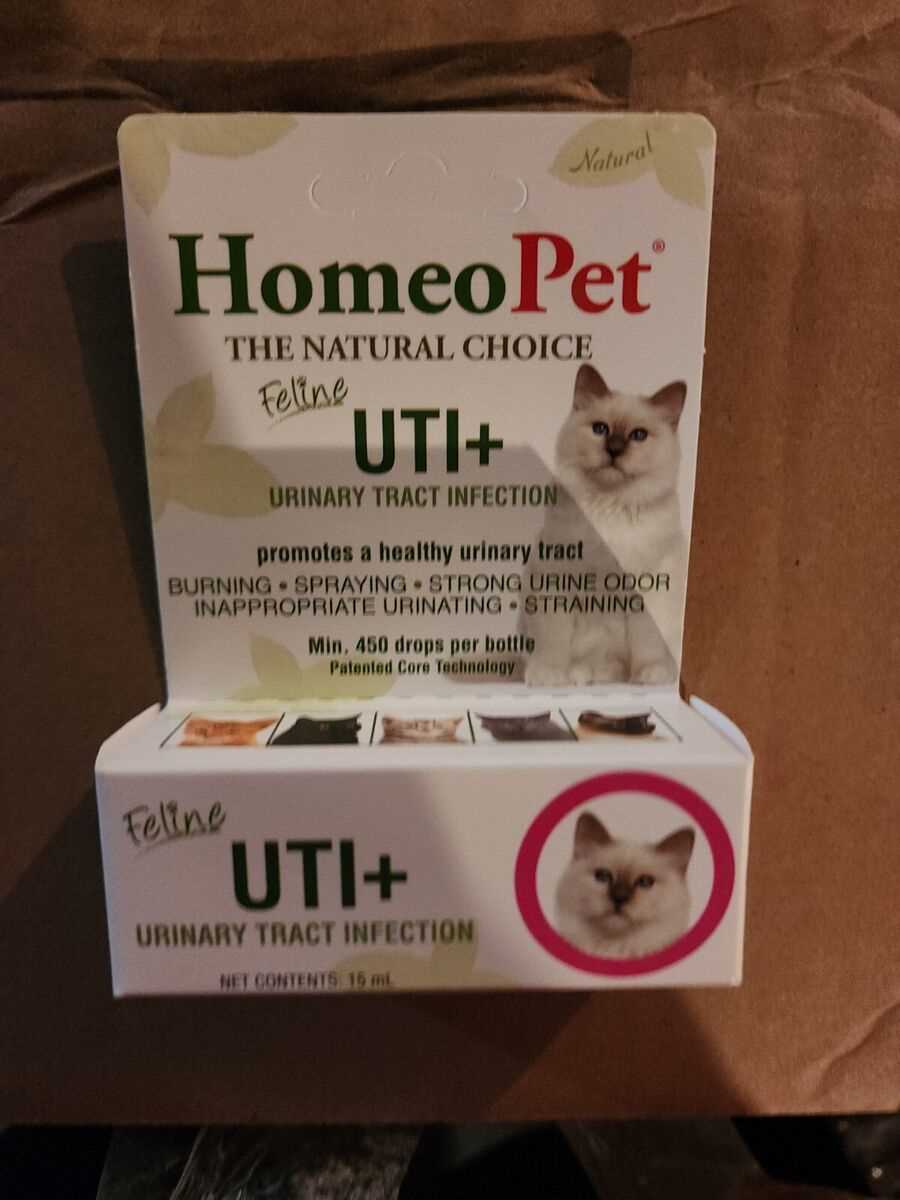 Natural
HomeoPet®
THE NATURAL CHOICE
Feline
UTI+
URINARY TRACT INFECTION
promotes a healthy urinary tract
BURNING • SPRAYING • STRONG URINE ODOR
INAPPROPRIATE URINATING • STRAINING
Min. 450 drops per bottle
Patented Core Technology
Feline
UTI+
URINARY TRACT INFECTION
NET CONTENTS: 15 mL